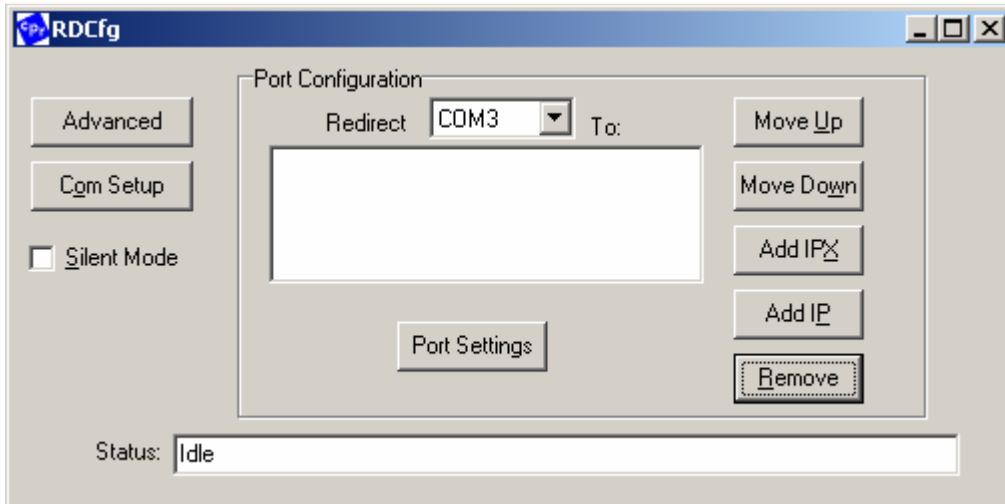 cpr RDCfg
Port Configuration
Advanced
Redirect COM3 To:
Move Up
Com Setup
Move Down
Silent Mode
Add IPX
Add IP
Port Settings
Remove
Status: Idle